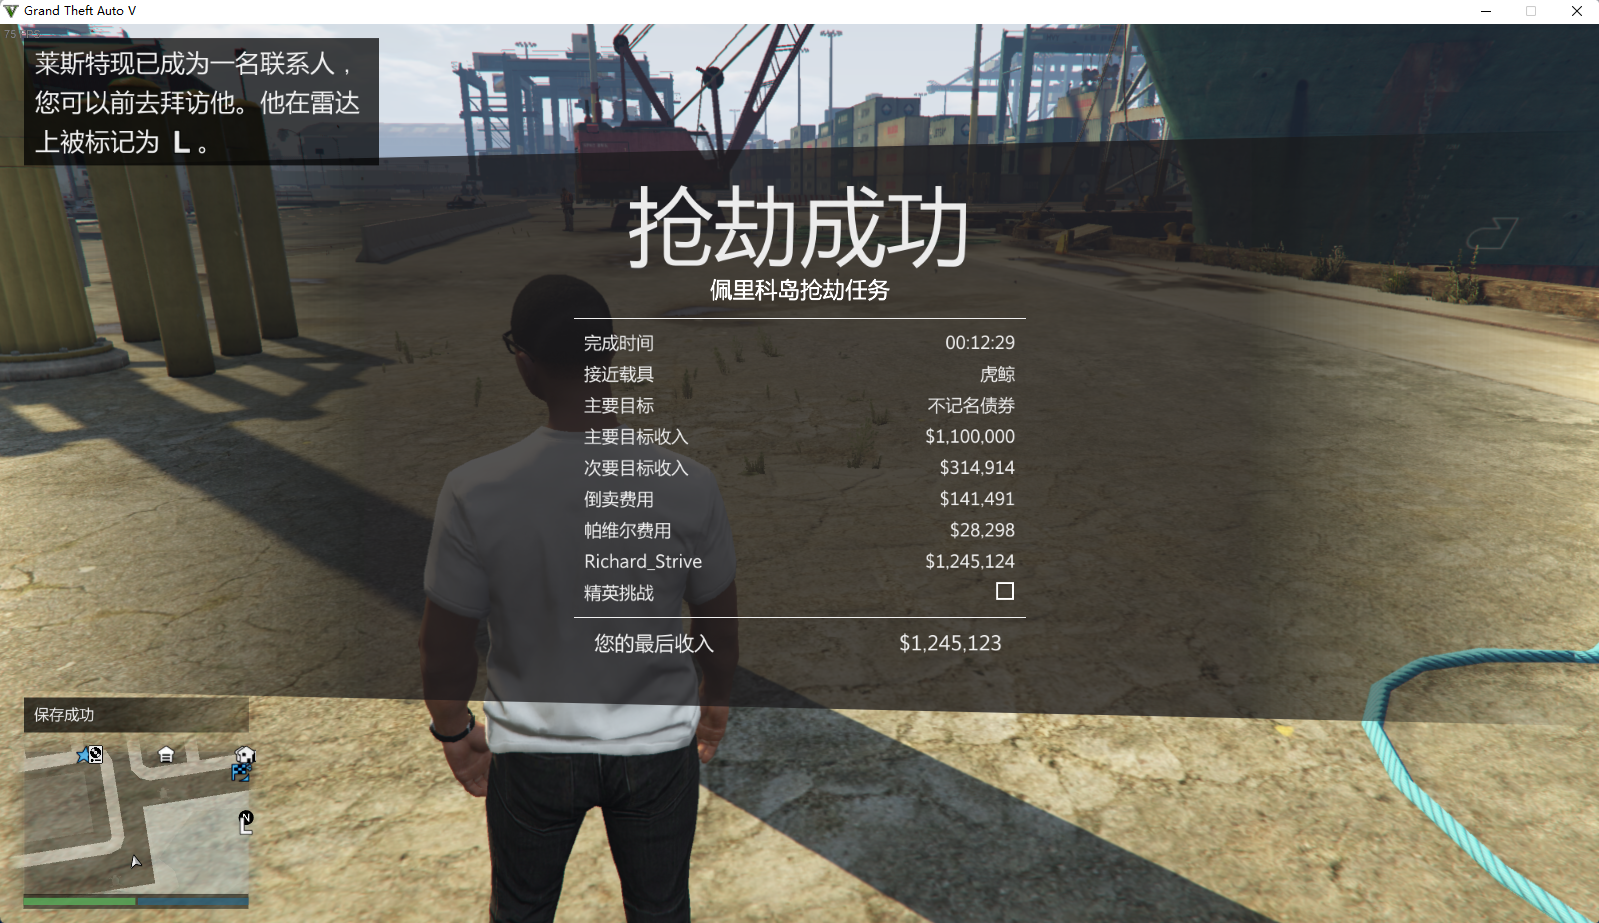 Grand Theft Auto V
75 FPS
莱斯特现已成为一名联系人，
您可以前去拜访他。他在雷达
上被标记为 L 。
抢劫成功
佩里科岛抢劫任务
完成时间 00:12:29
接近载具 虎鲸
主要目标 不记名债券
主要目标收入 $1,100,000
次要目标收入 $314,914
倒卖费用 $141,491
帕维尔费用 $28,298
Richard_Strive $1,245,124
精英挑战
您的最后收入 $1,245,123
保存成功
N
L